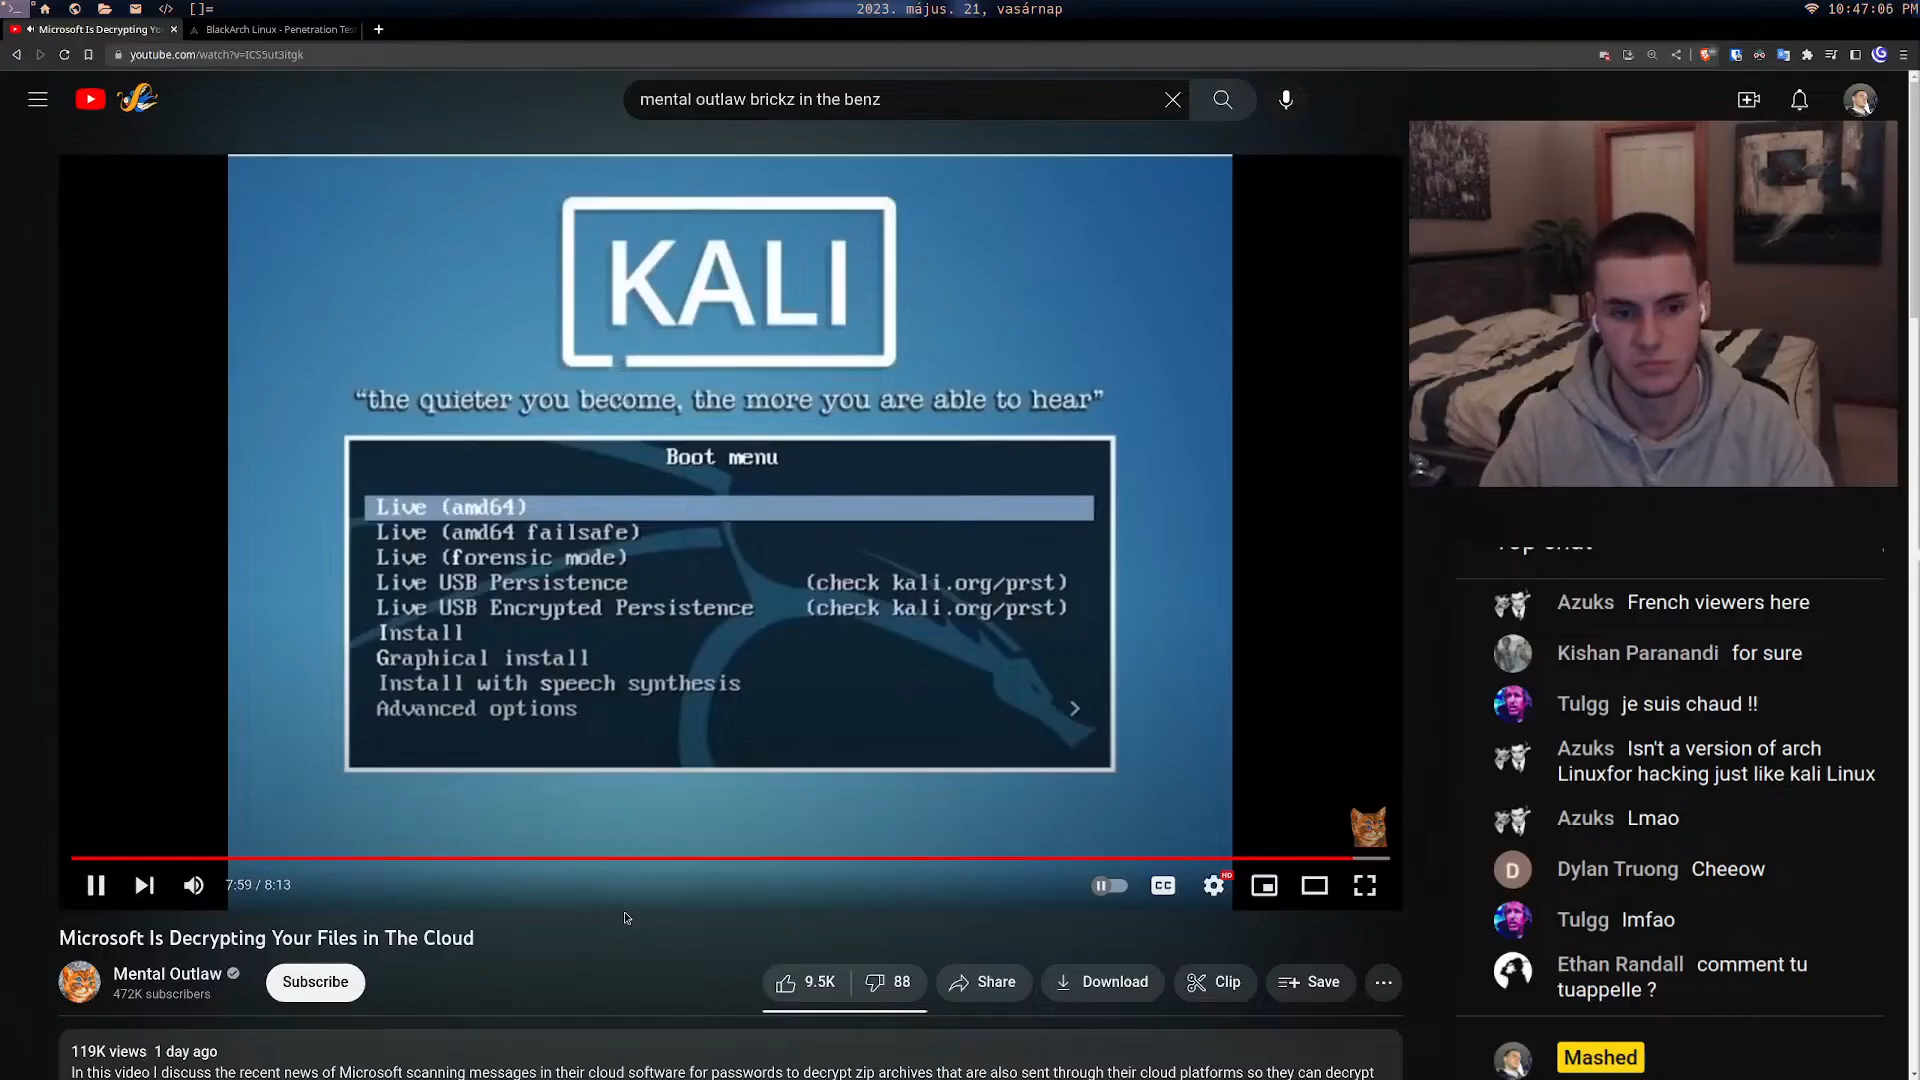 []=
2023. május. 21, vasárnap
10:47:06 PM
Microsoft Is Decrypting Yo
BlackArch Linux - Penetration Tes
youtube.com/watch?v=ICS5ut3itgk
mental outlaw brickz in the benz
KALI
“the quieter you become, the more you are able to hear”
Boot menu
Live (amd64)
Live (amd64 failsafe)
Live (forensic mode)
Live USB Persistence (check kali.org/prst)
Live USB Encrypted Persistence (check kali.org/prst)
Install
Graphical install
Install with speech synthesis
Advanced options
7:59 / 8:13
CC
HD
Microsoft Is Decrypting Your Files in The Cloud
Mental Outlaw
472K subscribers
Subscribe
9.5K
88
Share
Download
Clip
Save
119K views 1 day ago
In this video I discuss the recent news of Microsoft scanning messages in their cloud software for passwords to decrypt zip archives that are also sent through their cloud platforms so they can decrypt
Top chat
Azuks French viewers here
Kishan Paranandi for sure
Tulgg je suis chaud !!
Azuks Isn't a version of arch
Linuxfor hacking just like kali Linux
Azuks Lmao
D
Dylan Truong Cheeow
Tulgg lmfao
Ethan Randall comment tu
tuappelle ?
Mashed